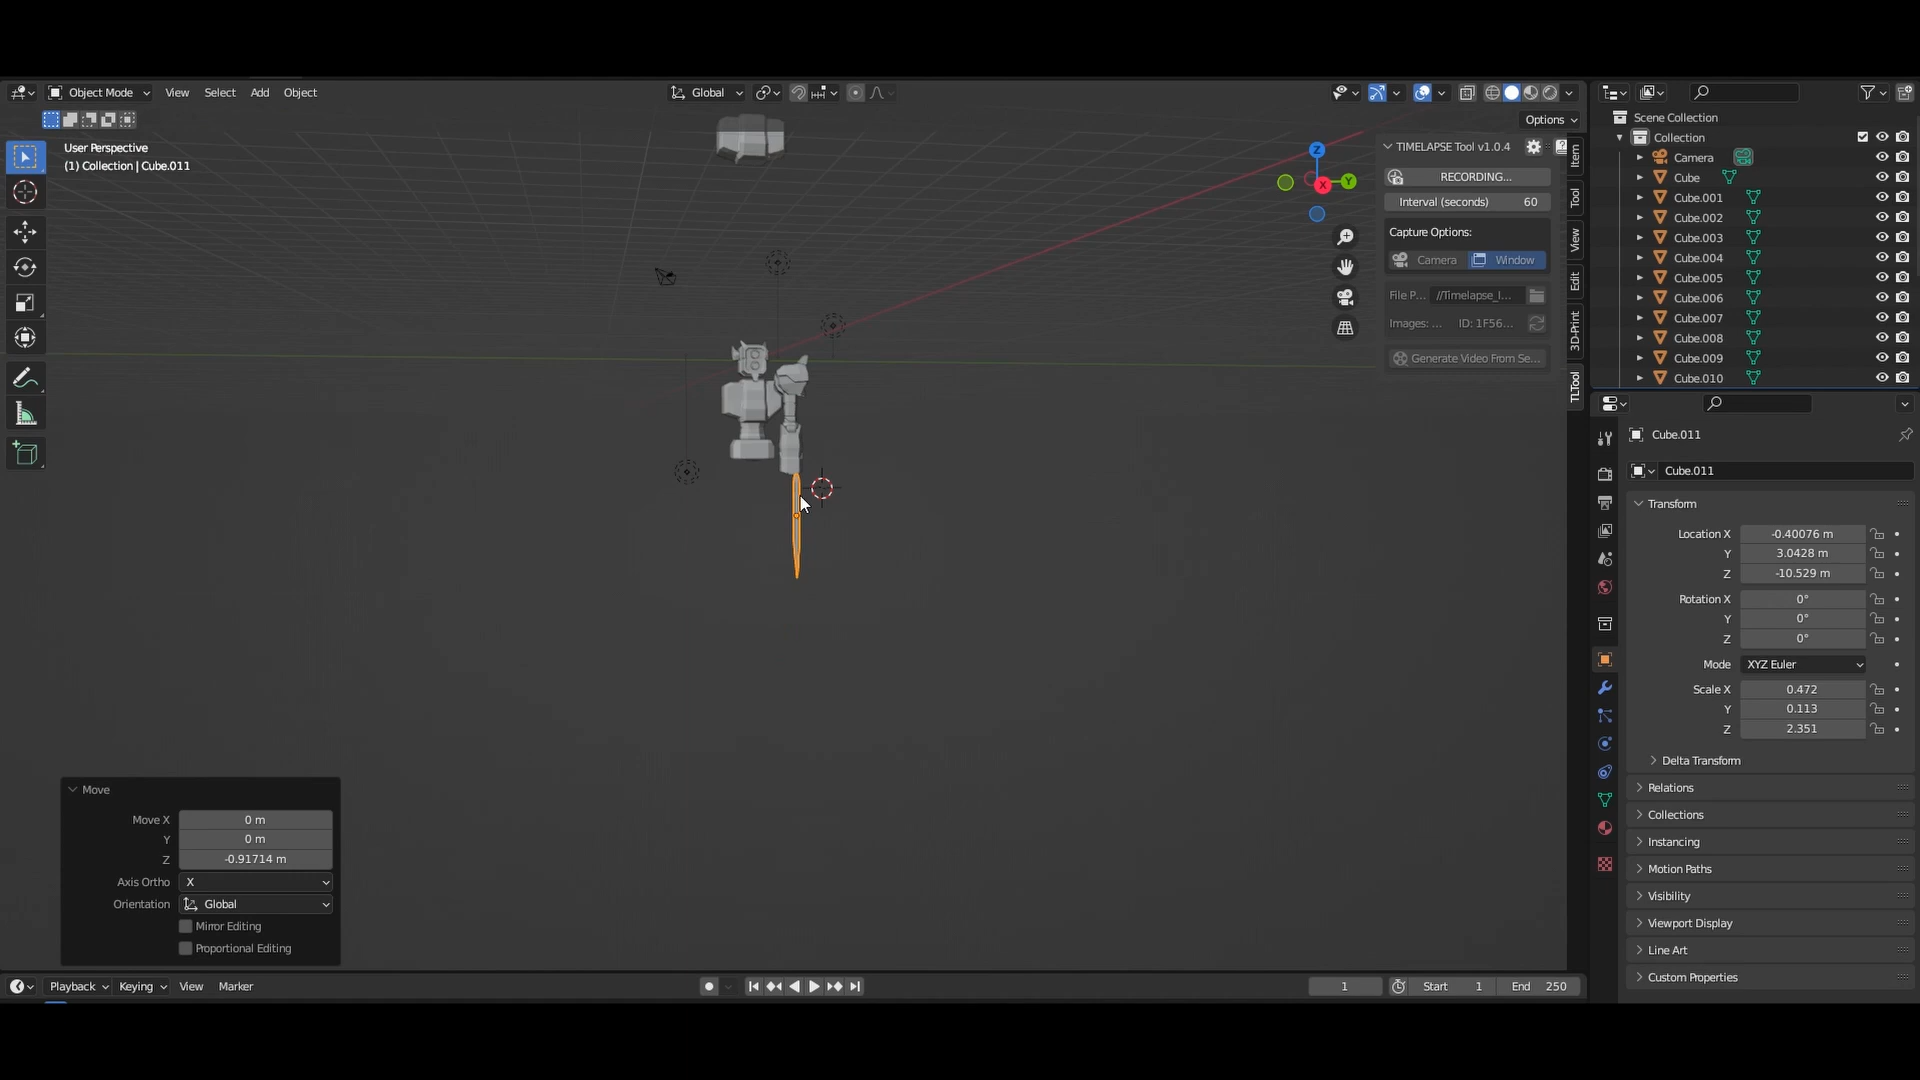 Object Mode View Select Add Object Global
Options
User Perspective
(1) Collection | Cube.011
TIMELAPSE Tool v1.0.4
RECORDING...
Interval (seconds) 60
Capture Options:
Camera Window
File P... //Timelapse_I...
Images: ... ID: 1F56...
Generate Video From Se...
Item
Tool
View
Edit
3D-Print
TLTool
Z
Y
X
Move
Move X 0 m
Y 0 m
Z -0.91714 m
Axis Ortho X
Orientation Global
Mirror Editing
Proportional Editing
Playback Keying View Marker 1 Start 1 End 250
Scene Collection
Collection
Camera
Cube
Cube.001
Cube.002
Cube.003
Cube.004
Cube.005
Cube.006
Cube.007
Cube.008
Cube.009
Cube.010
Cube.011
Cube.011
Transform
Location X -0.40076 m
Y 3.0428 m
Z -10.529 m
Rotation X 0°
Y 0°
Z 0°
Mode XYZ Euler
Scale X 0.472
Y 0.113
Z 2.351
Delta Transform
Relations
Collections
Instancing
Motion Paths
Visibility
Viewport Display
Line Art
Custom Properties